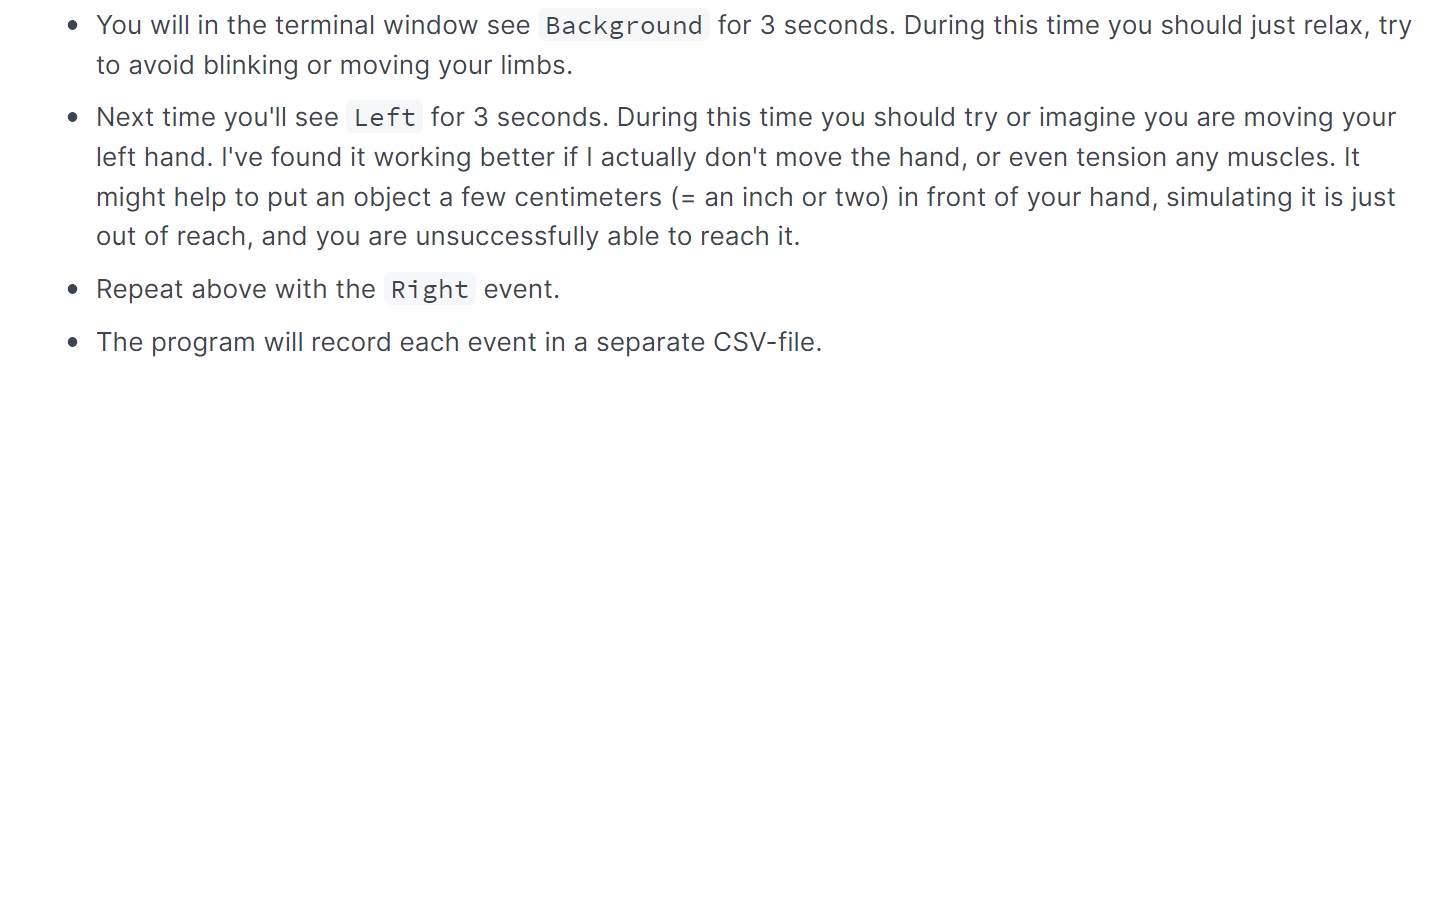 You will in the terminal window see Background for 3 seconds. During this time you should just relax, try
to avoid blinking or moving your limbs.
Next time you'll see Left for 3 seconds. During this time you should try or imagine you are moving your
left hand. I've found it working better if I actually don't move the hand, or even tension any muscles. It
might help to put an object a few centimeters (= an inch or two) in front of your hand, simulating it is just
out of reach, and you are unsuccessfully able to reach it.
Repeat above with the Right event.
The program will record each event in a separate CSV-file.